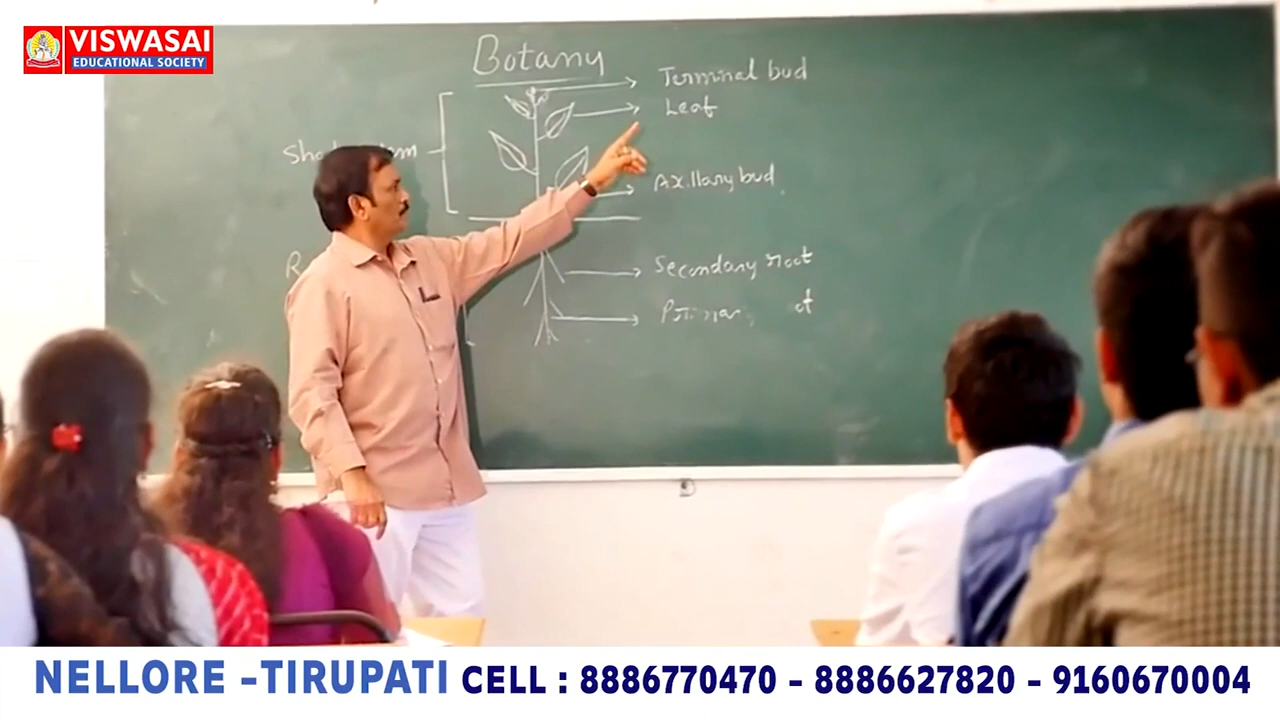 VISWASAI
EDUCATIONAL SOCIETY
Botany
Terminal bud
Leaf
Axillary bud
Secondary root
NELLORE –TIRUPATI CELL : 8886770470 – 8886627820 – 9160670004